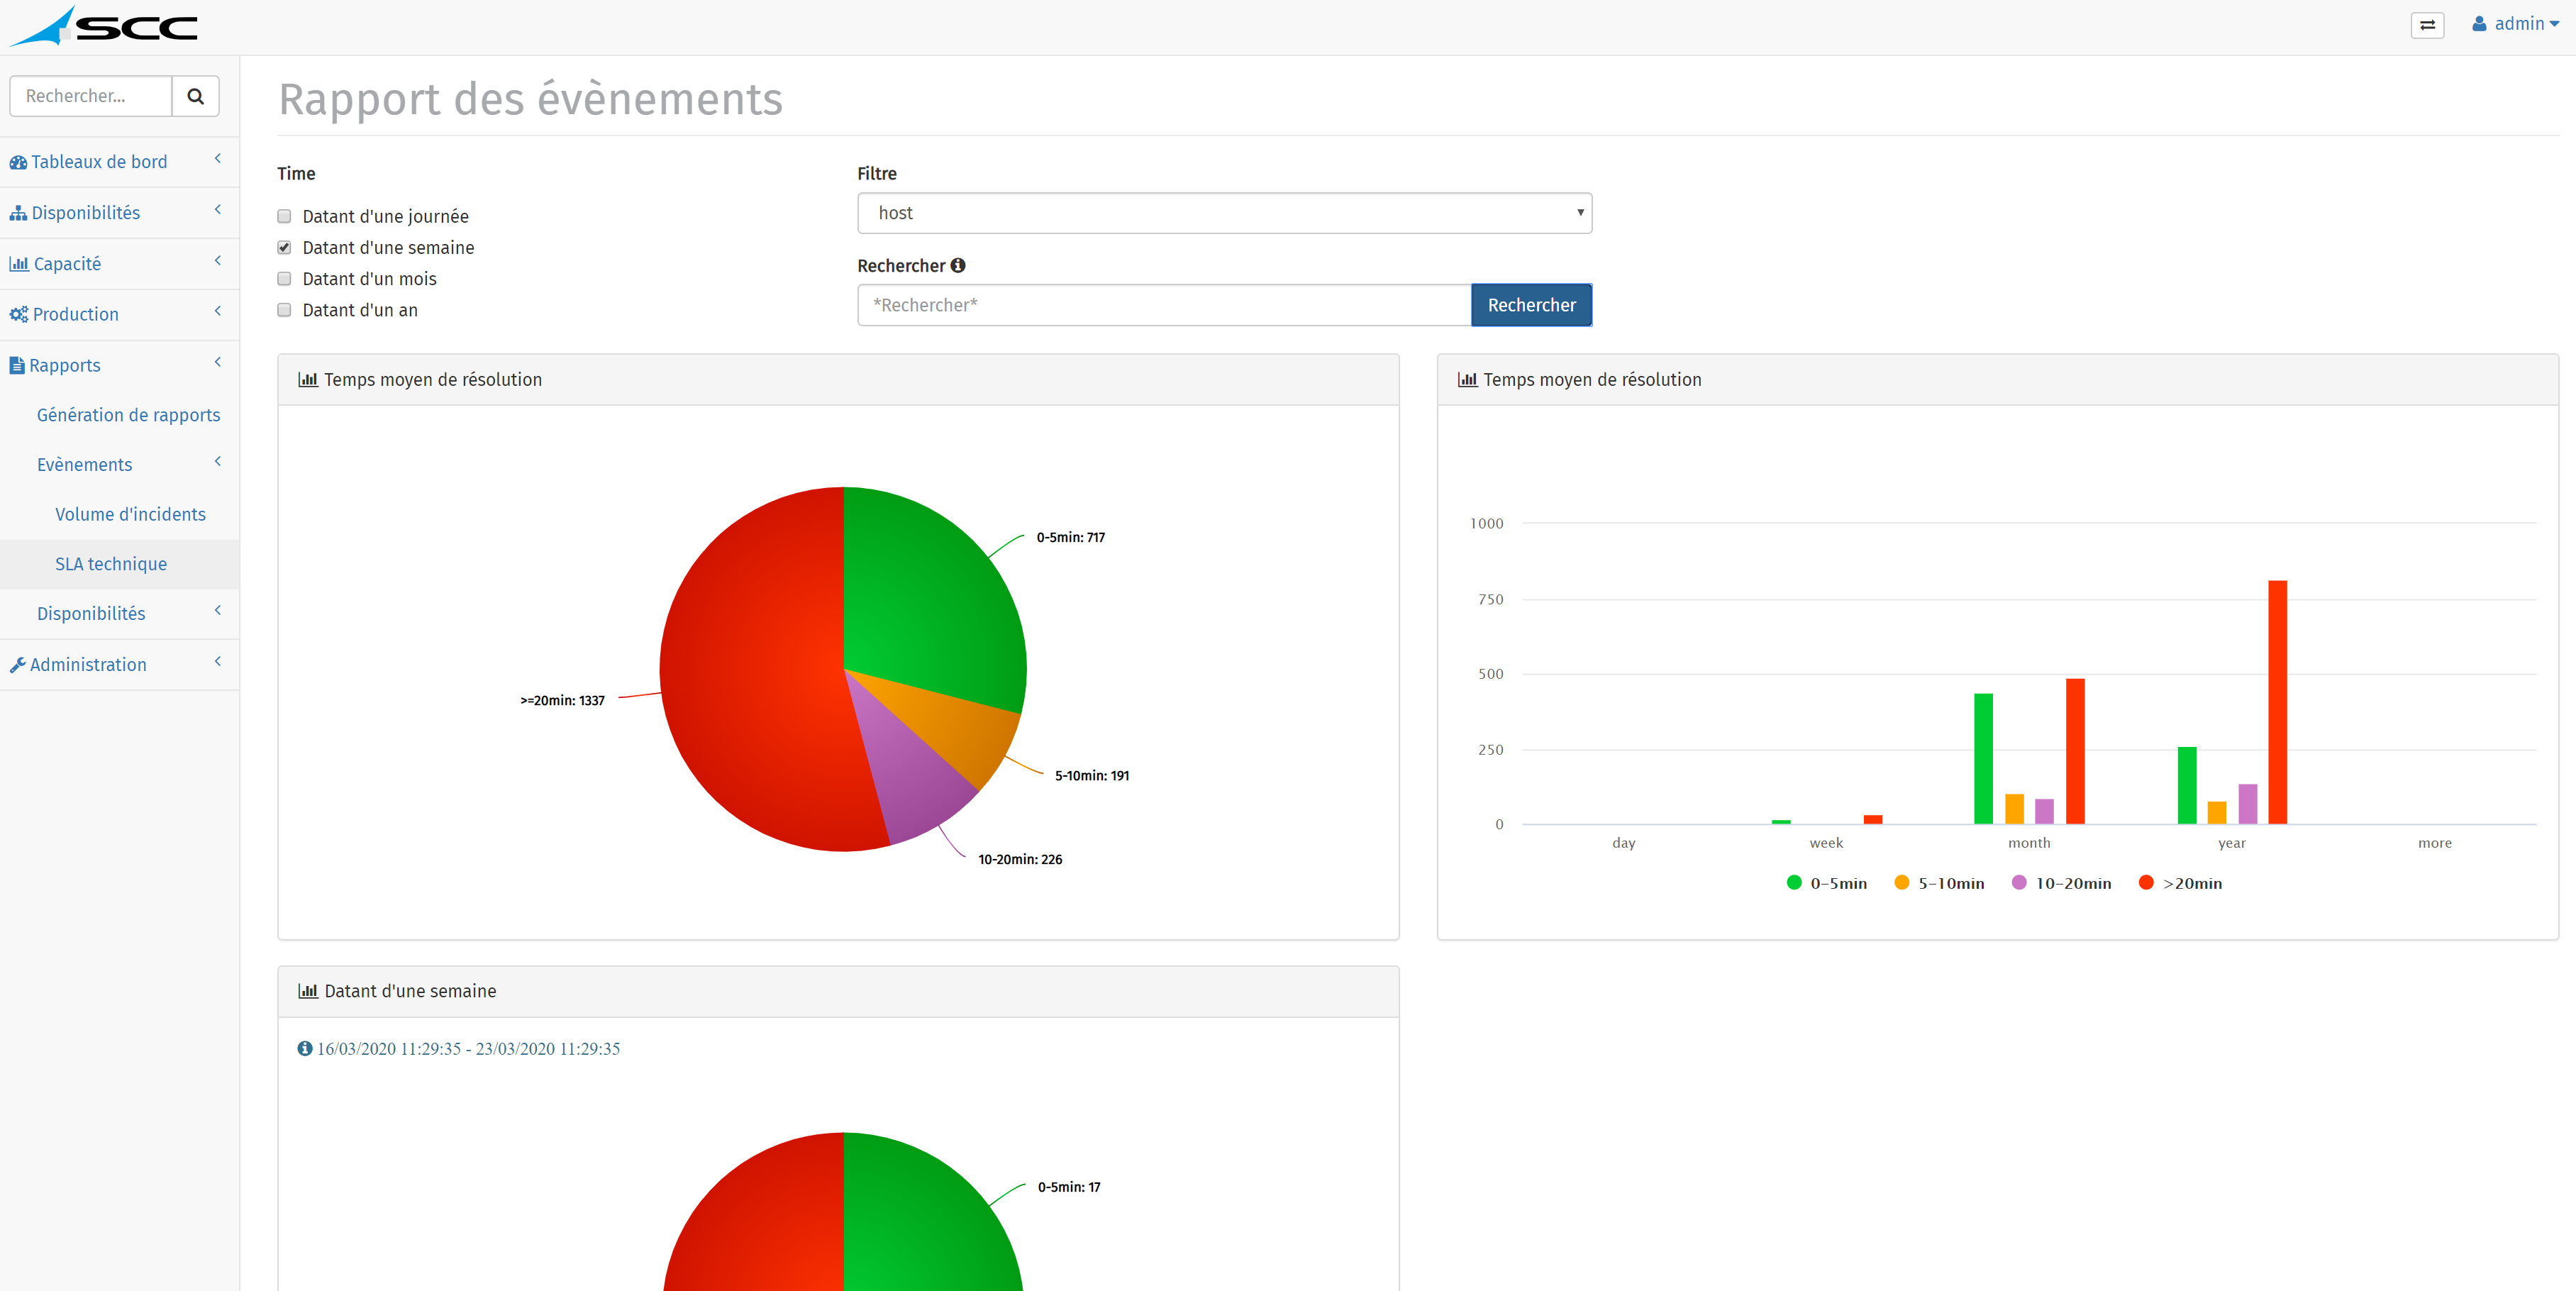 SCC
admin
Rechercher...
Tableaux de bord
Disponibilités
Capacité
Production
Rapports
Génération de rapports
Evènements
Volume d'incidents
SLA technique
Disponibilités
Administration
Rapport des évènements
Time
Datant d'une journée
Datant d'une semaine
Datant d'un mois
Datant d'un an
Filtre
host
Rechercher
*Rechercher*
Rechercher
Temps moyen de résolution
0-5min: 717
>=20min: 1337
5-10min: 191
10-20min: 226
Temps moyen de résolution
1000
750
500
250
0
day week month year more
0-5min 5-10min 10-20min >20min
Datant d'une semaine
16/03/2020 11:29:35 - 23/03/2020 11:29:35
0-5min: 17